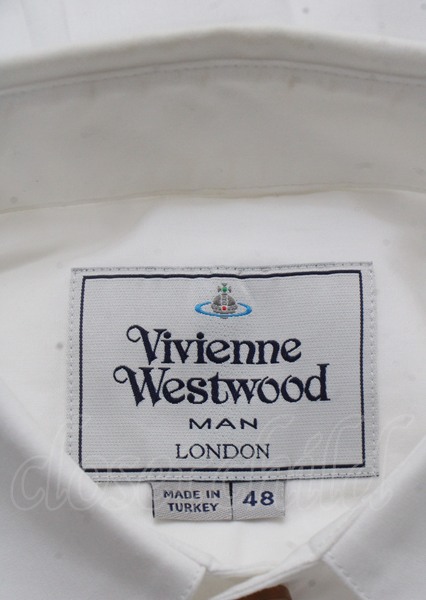 Vivienne
Westwood
MAN
LONDON
MADE IN
TURKEY
48